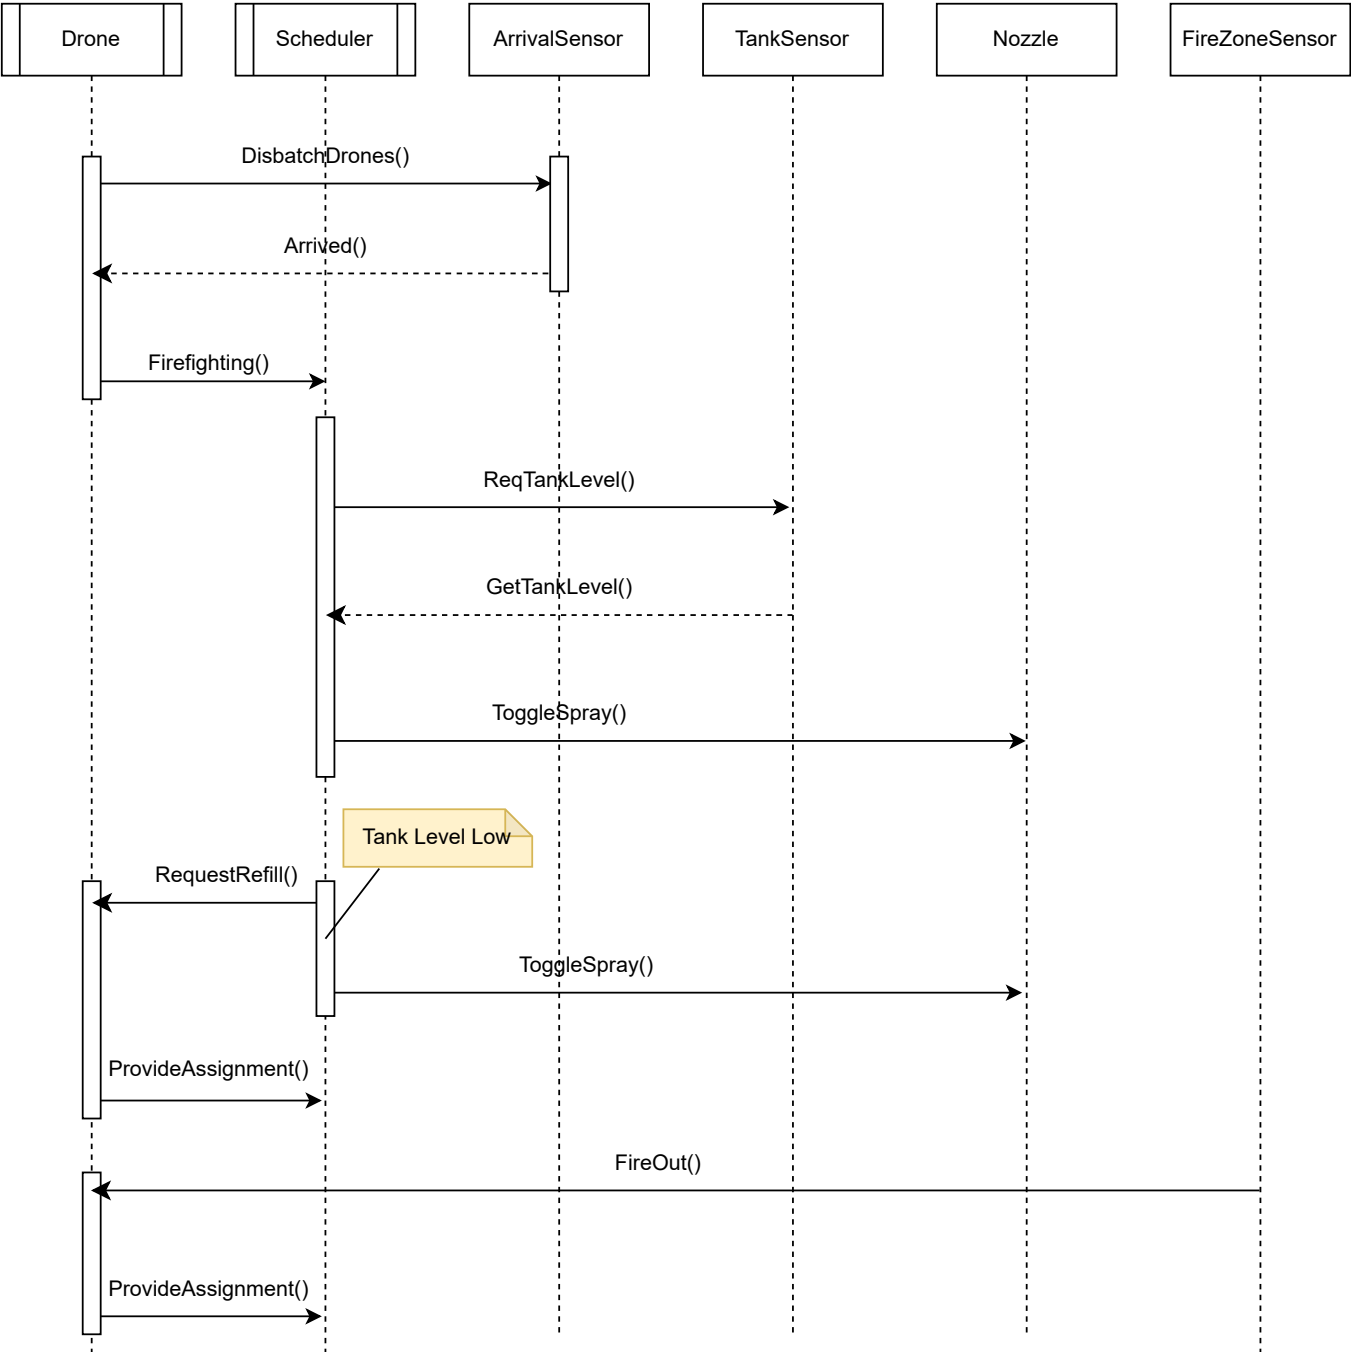 Drone
Scheduler
ArrivalSensor
TankSensor
Nozzle
FireZoneSensor
DisbatchDrones()
Arrived()
Firefighting()
ReqTankLevel()
GetTankLevel()
ToggleSpray()
Tank Level Low
RequestRefill()
ToggleSpray()
ProvideAssignment()
FireOut()
ProvideAssignment()